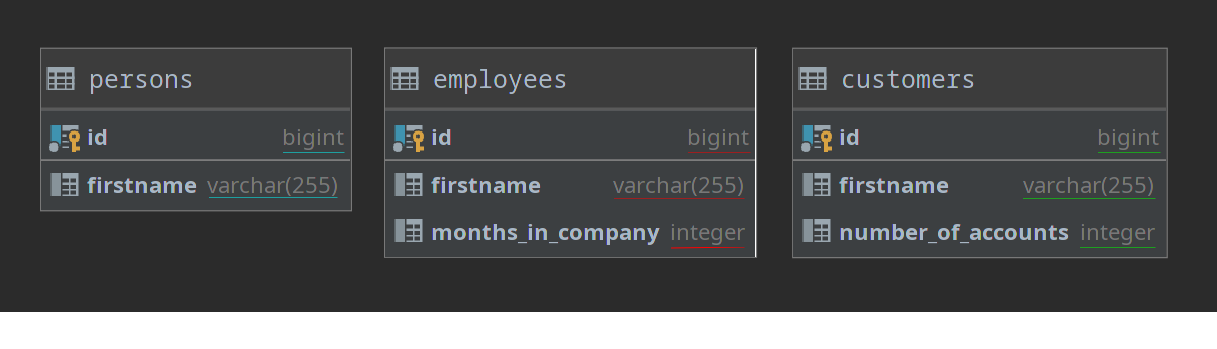 persons
id bigint
firstname varchar(255)
employees
id bigint
firstname varchar(255)
months_in_company integer
customers
id bigint
firstname varchar(255)
number_of_accounts integer